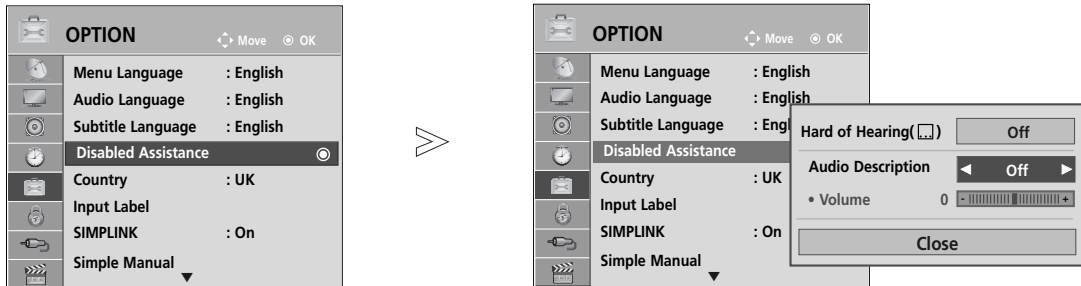 OPTION
Move OK
Menu Language : English
Audio Language : English
Subtitle Language : English
Disabled Assistance
Country : UK
Input Label
SIMPLINK : On
Simple Manual
OPTION
Move OK
Menu Language : English
Audio Language : English
Subtitle Language : Engl
Disabled Assistance
Country : UK
Input Label
SIMPLINK : On
Simple Manual
Hard of Hearing( ) Off
Audio Description ◀ Off ▶
• Volume 0 - +
Close